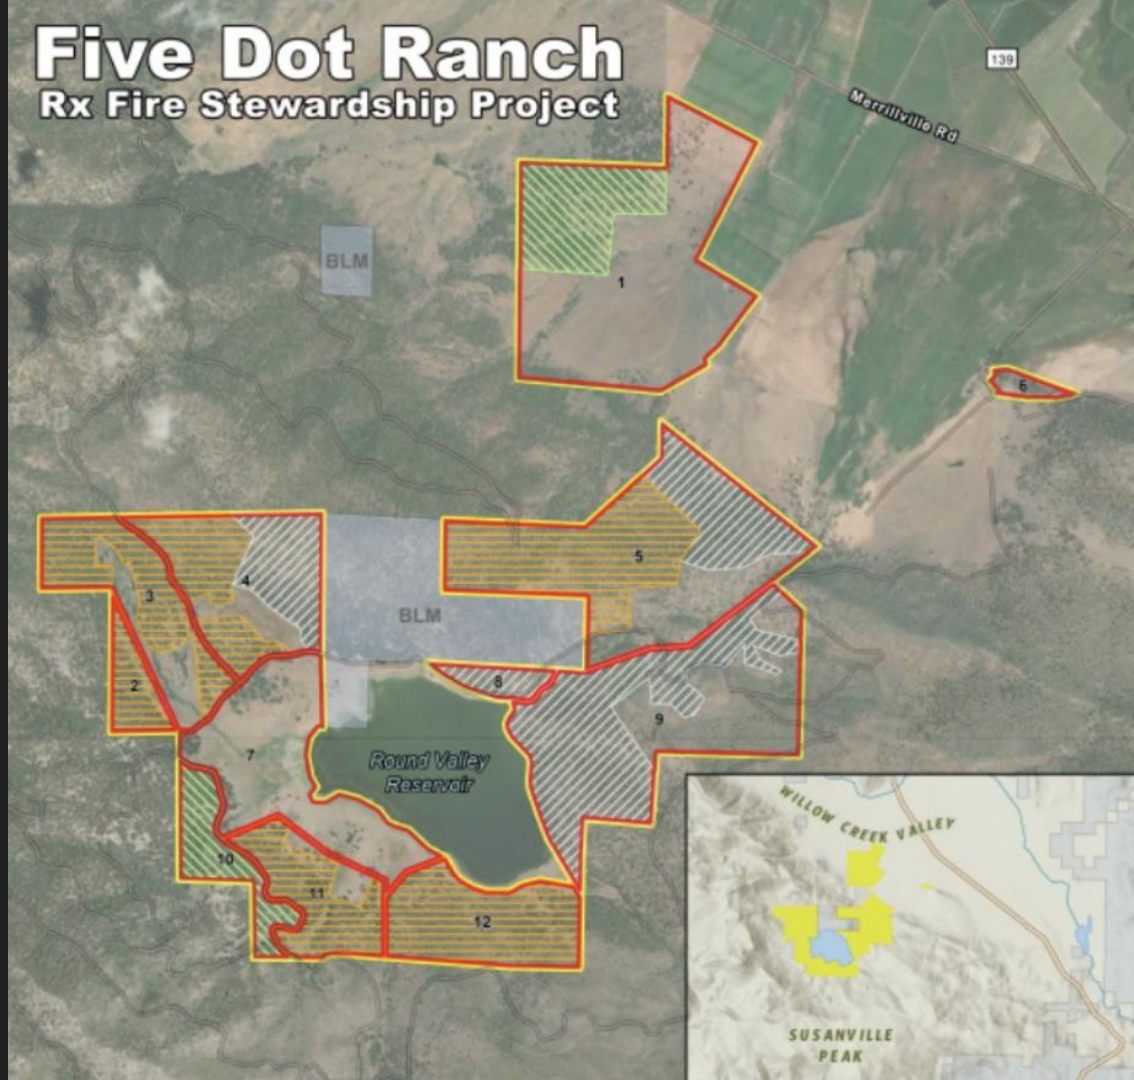 Five Dot Ranch
Rx Fire Stewardship Project
139
Merrillville Rd
BLM
1
6
5
4
3
BLM
2
8
9
7
Round Valley
Reservoir
10
11
12
WILLOW CREEK VALLEY
SUSANVILLE
PEAK